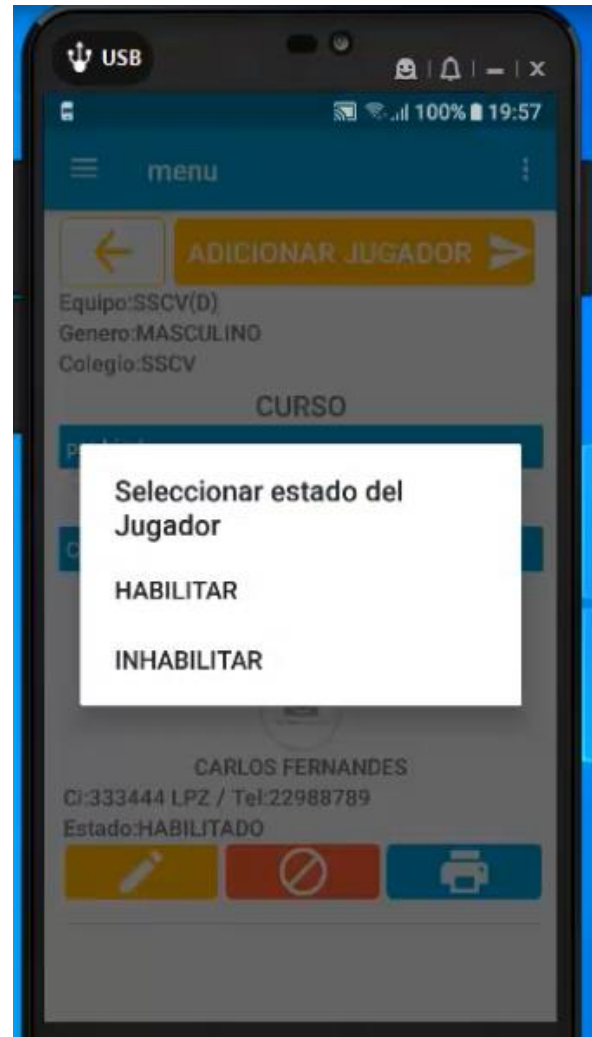 USB
100% 19:57
menu
ADICIONAR JUGADOR
Equipo:SSCV(D)
Genero:MASCULINO
Colegio:SSCV
CURSO
Seleccionar estado del
Jugador
HABILITAR
INHABILITAR
CARLOS FERNANDES
Ci:333444 LPZ / Tel:22988789
Estado:HABILITADO